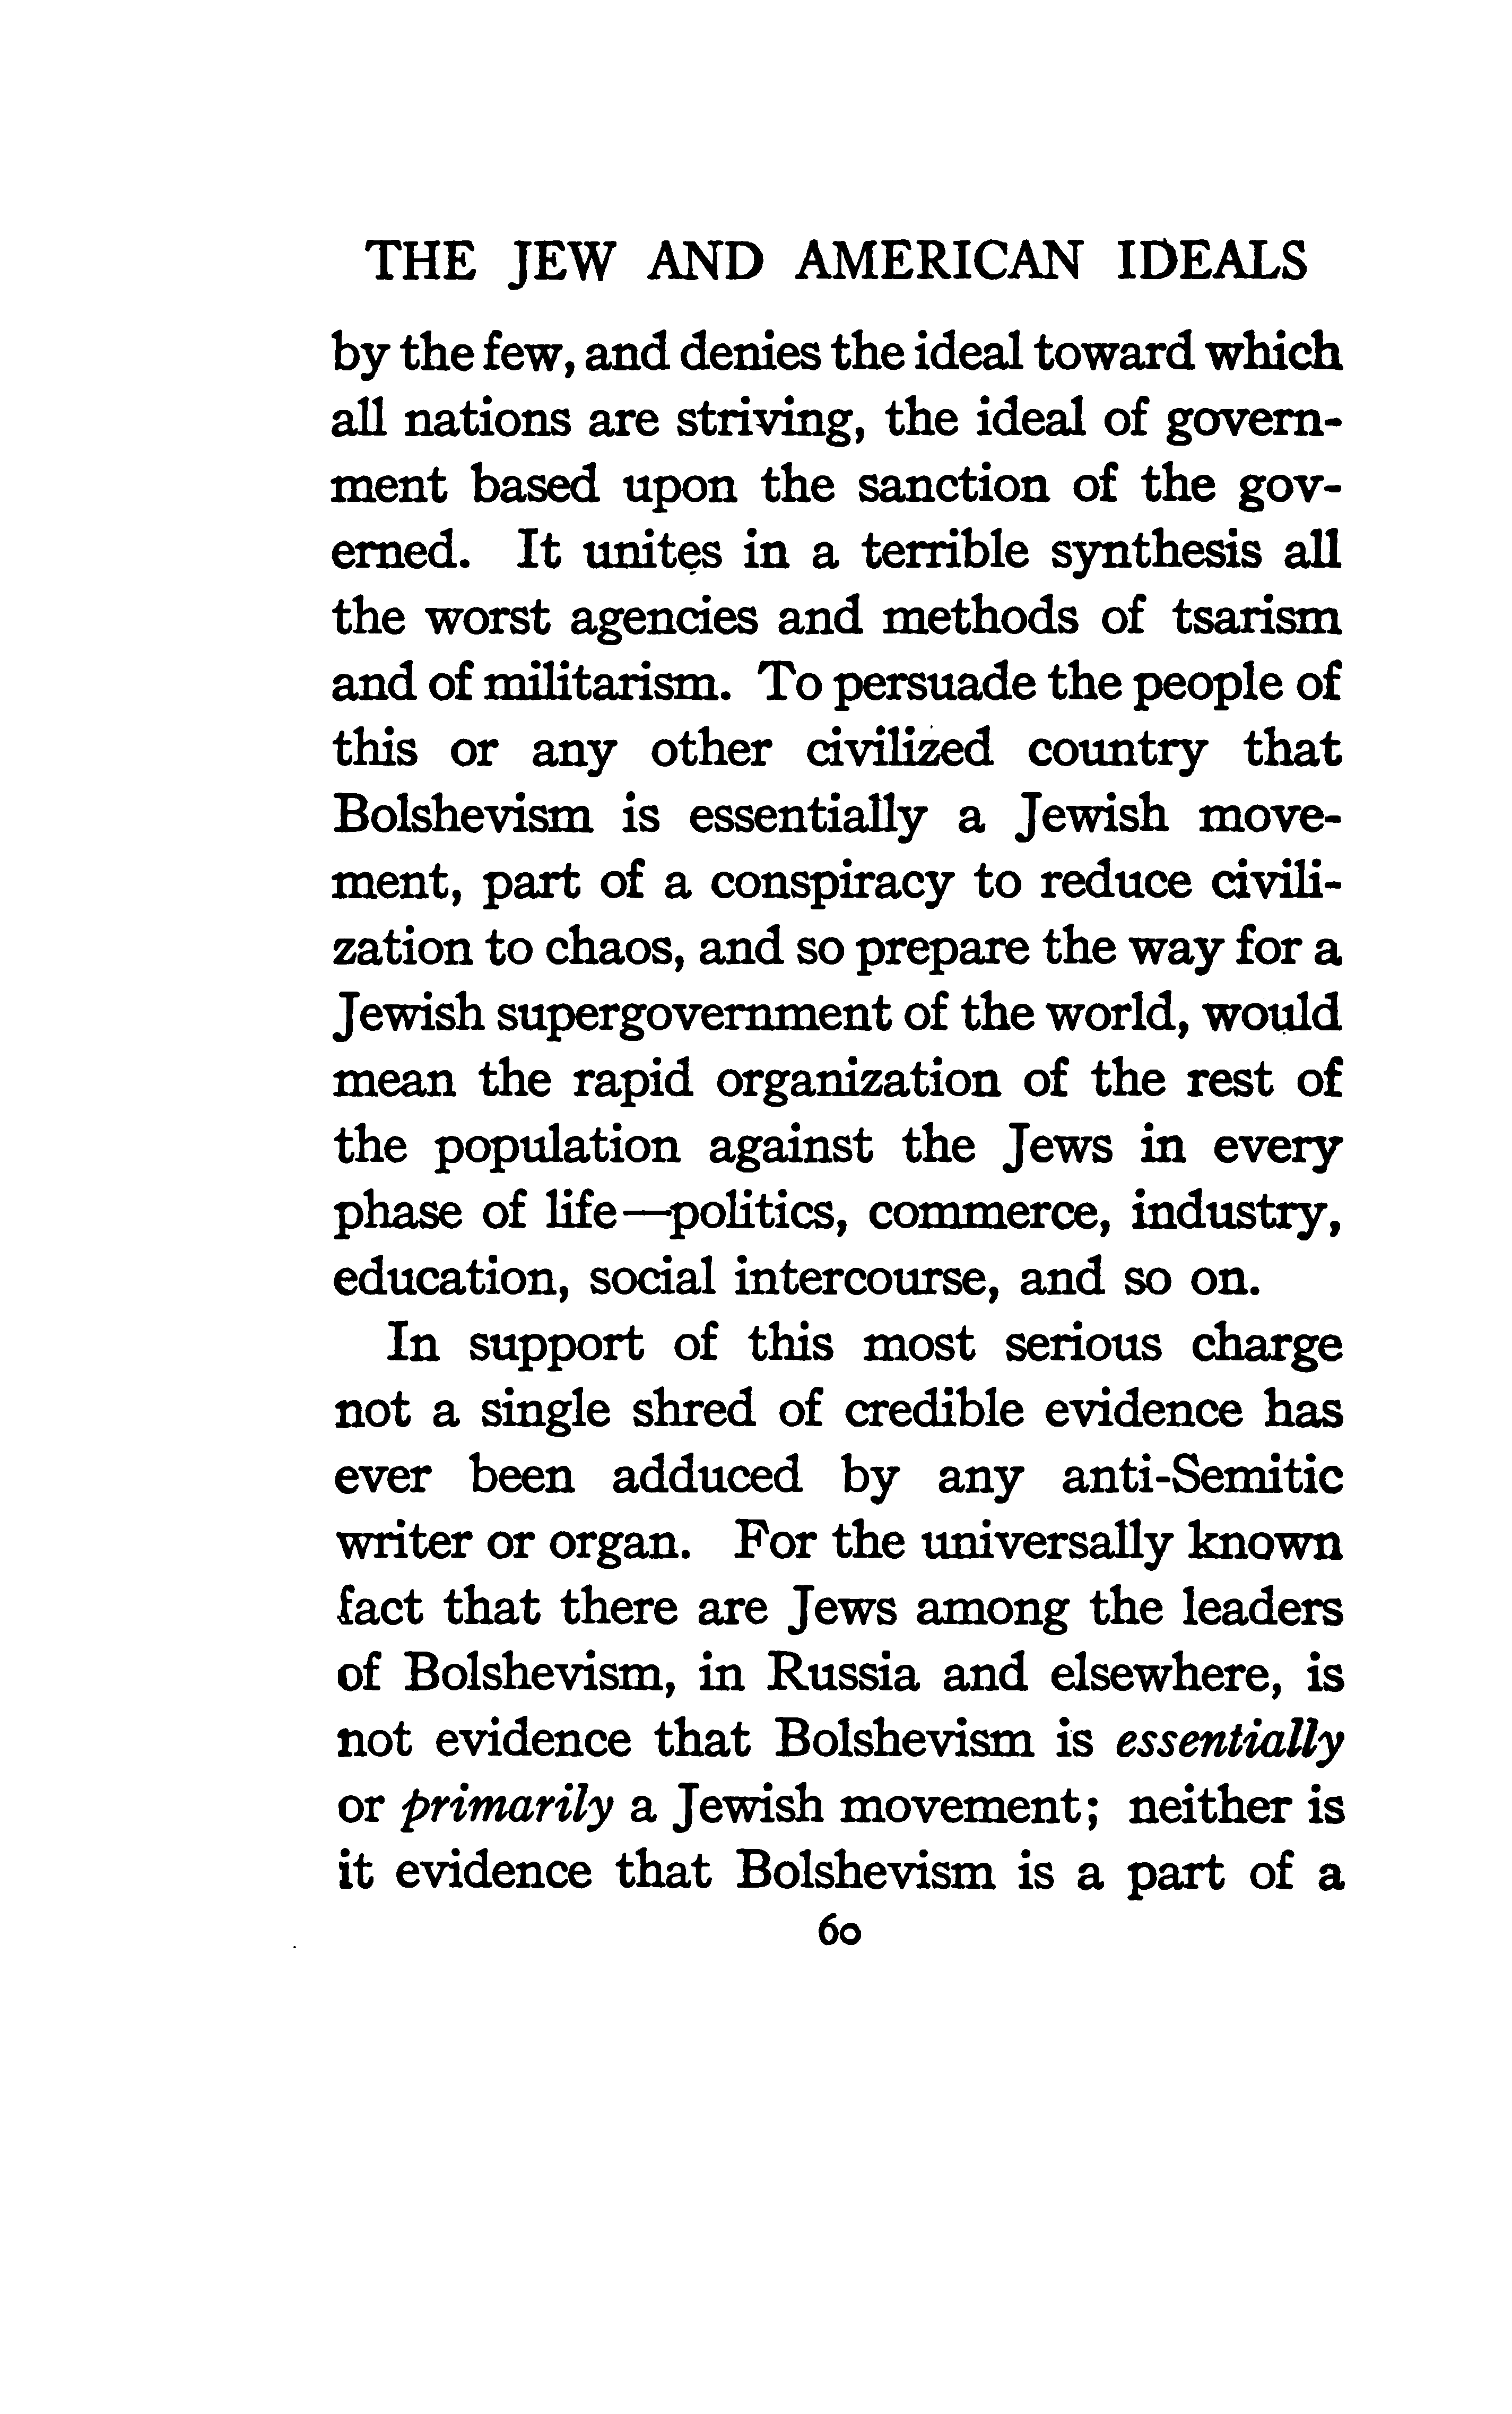 THE JEW AND AMERICAN IDEALS
by the few, and denies the ideal toward which
all nations are striving, the ideal of govern-
ment based upon the sanction of the gov-
erned. It unites in a terrible synthesis all
the worst agencies and methods of tsarism
and of militarism. To persuade the people of
this or any other civilized country that
Bolshevism is essentially a Jewish move-
ment, part of a conspiracy to reduce civili-
zation to chaos, and so prepare the way for a
Jewish supergovernment of the world, would
mean the rapid organization of the rest of
the population against the Jews in every
phase of life—politics, commerce, industry,
education, social intercourse, and so on.
In support of this most serious charge
not a single shred of credible evidence has
ever been adduced by any anti-Semitic
writer or organ. For the universally known
fact that there are Jews among the leaders
of Bolshevism, in Russia and elsewhere, is
not evidence that Bolshevism is essentially
or primarily a Jewish movement; neither is
it evidence that Bolshevism is a part of a
60